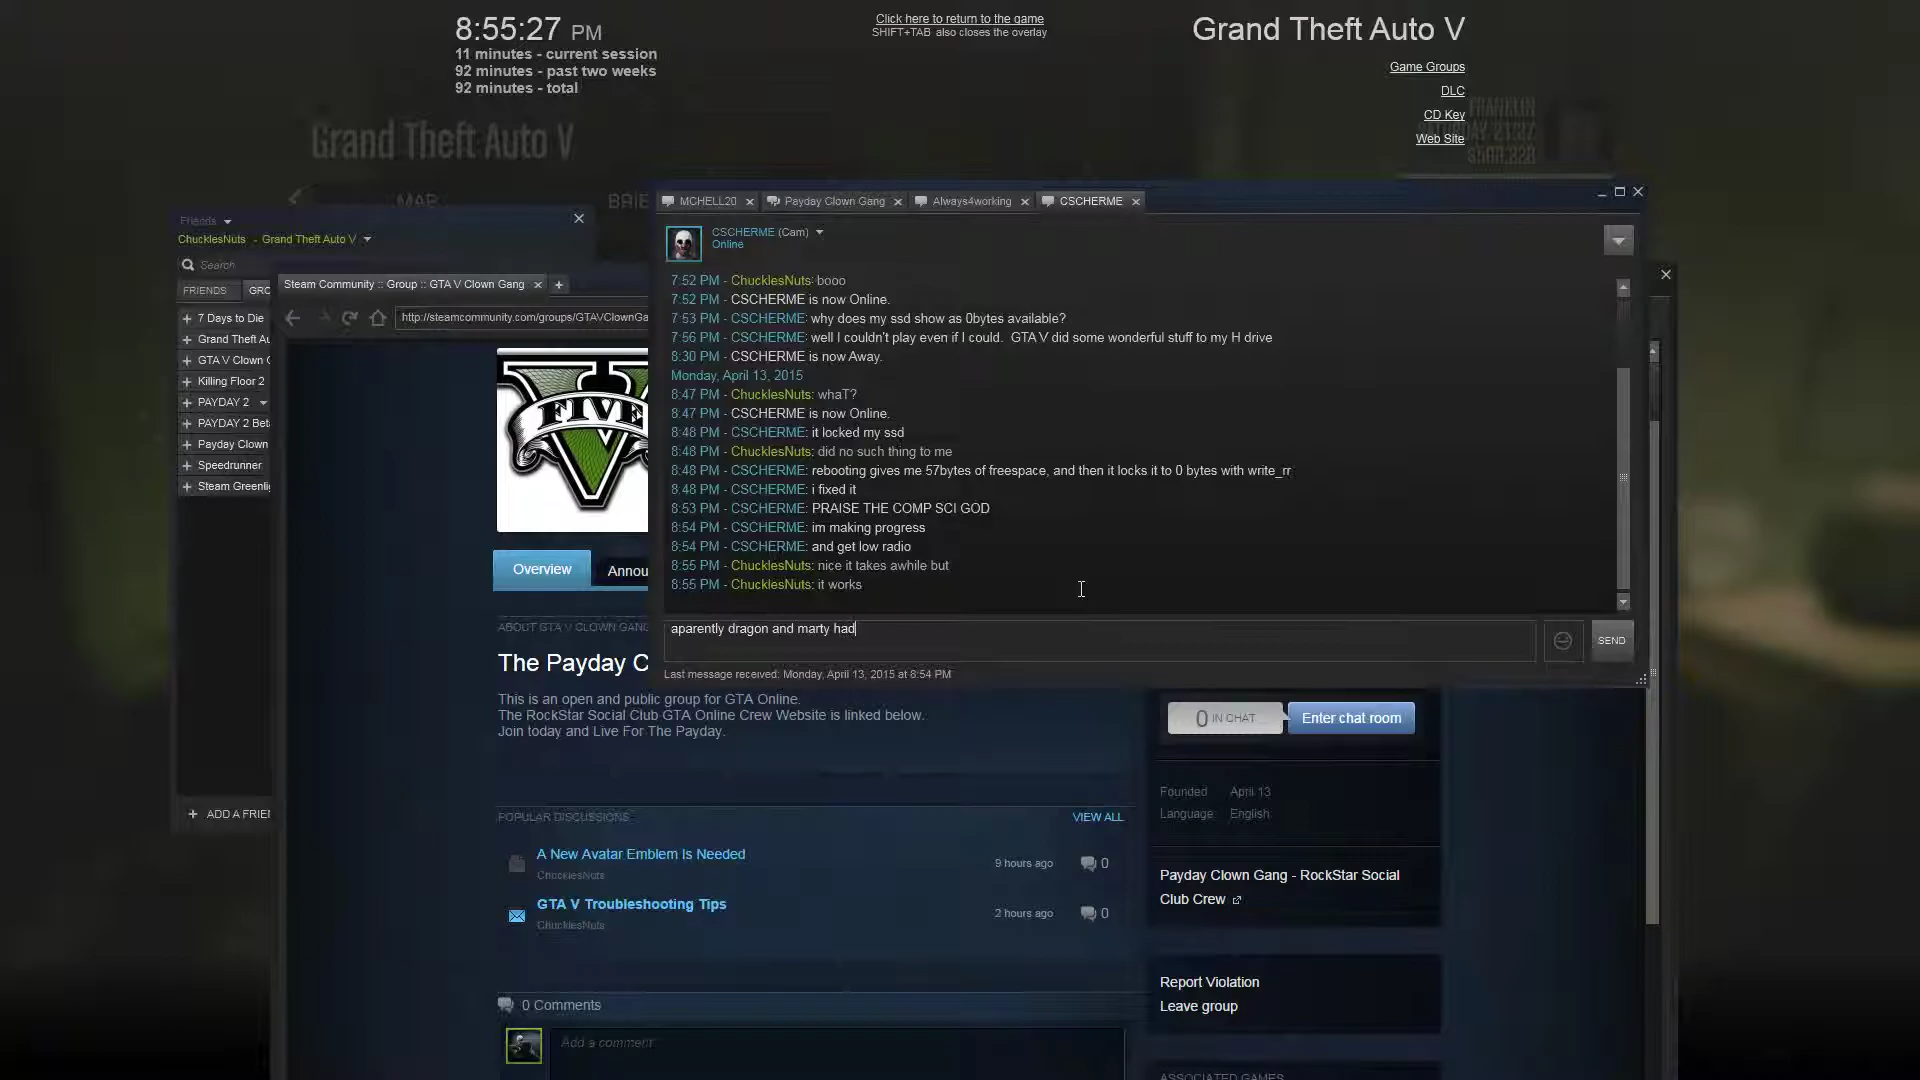 8:55:27 PM
11 minutes - current session
92 minutes - past two weeks
92 minutes - total
Click here to return to the game
SHIFT+TAB also closes the overlay
Grand Theft Auto V
Game Groups
DLC
CD Key
Web Site
FRANKLIN
Grand Theft Auto V
MAP
BRIE
Friends
ChucklesNuts - Grand Theft Auto V
Search
FRIENDS GRO
7 Days to Die
Grand Theft Au
GTA V Clown G
Killing Floor 2
PAYDAY 2
PAYDAY 2 Beta
Payday Clown
Speedrunner
Steam Greenlig
ADD A FRIE
Steam Community :: Group :: GTA V Clown Gang
http://steamcommunity.com/groups/GTAVClownGa
MCHELL20
Payday Clown Gang
Always4working
CSCHERME
CSCHERME (Cam)
Online
7:52 PM - ChucklesNuts: booo
7:52 PM - CSCHERME is now Online.
7:53 PM - CSCHERME: why does my ssd show as 0bytes available?
7:56 PM - CSCHERME: well I couldn't play even if I could. GTA V did some wonderful stuff to my H drive
8:30 PM - CSCHERME is now Away.
Monday, April 13, 2015
8:47 PM - ChucklesNuts: whaT?
8:47 PM - CSCHERME is now Online.
8:48 PM - CSCHERME: it locked my ssd
8:48 PM - ChucklesNuts: did no such thing to me
8:48 PM - CSCHERME: rebooting gives me 57bytes of freespace, and then it locks it to 0 bytes with write_rr
8:48 PM - CSCHERME: i fixed it
8:53 PM - CSCHERME: PRAISE THE COMP SCI GOD
8:54 PM - CSCHERME: im making progress
8:54 PM - CSCHERME: and get low radio
8:55 PM - ChucklesNuts: nice it takes awhile but
8:55 PM - ChucklesNuts: it works
aparently dragon and marty had
SEND
Last message received: Monday, April 13, 2015 at 8:54 PM
FIVE
Overview
Annou
ABOUT GTA V CLOWN GANG
The Payday C
This is an open and public group for GTA Online.
The RockStar Social Club GTA Online Crew Website is linked below.
Join today and Live For The Payday.
POPULAR DISCUSSIONS
VIEW ALL
A New Avatar Emblem Is Needed
9 hours ago
0
ChucklesNuts
GTA V Troubleshooting Tips
2 hours ago
0
ChucklesNuts
0 Comments
Add a comment
0 IN CHAT
Enter chat room
Founded April 13
Language English
Payday Clown Gang - RockStar Social
Club Crew
Report Violation
Leave group
ASSOCIATED GAMES